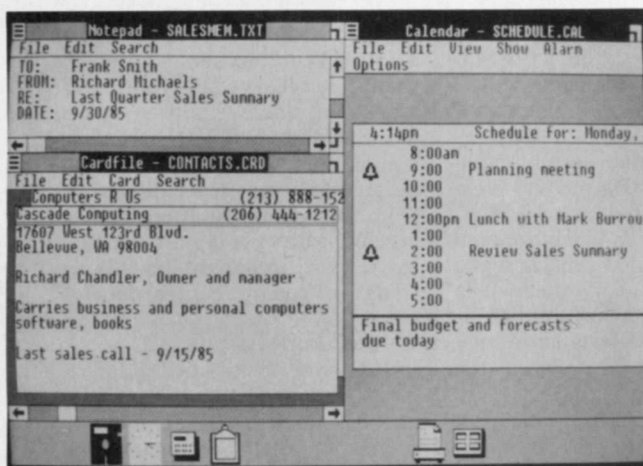 Notepad - SALESMEM.TXT
File Edit Search
TO: Frank Smith
FROM: Richard Michaels
RE: Last Quarter Sales Summary
DATE: 9/30/85
Cardfile - CONTACTS.CRD
File Edit Card Search
Computers R Us (213) 888-152
Cascade Computing (206) 444-1212
17607 West 123rd Blvd.
Bellevue, WA 98004
Richard Chandler, Owner and manager
Carries business and personal computers
software, books
Last sales call - 9/15/85
Calendar - SCHEDULE.CAL
File Edit View Show Alarm
Options
4:14pm Schedule for: Monday,
8:00am
9:00 Planning meeting
10:00
11:00
12:00pm Lunch with Mark Burrou
1:00
2:00 Review Sales Summary
3:00
4:00
5:00
Final budget and forecasts
due today